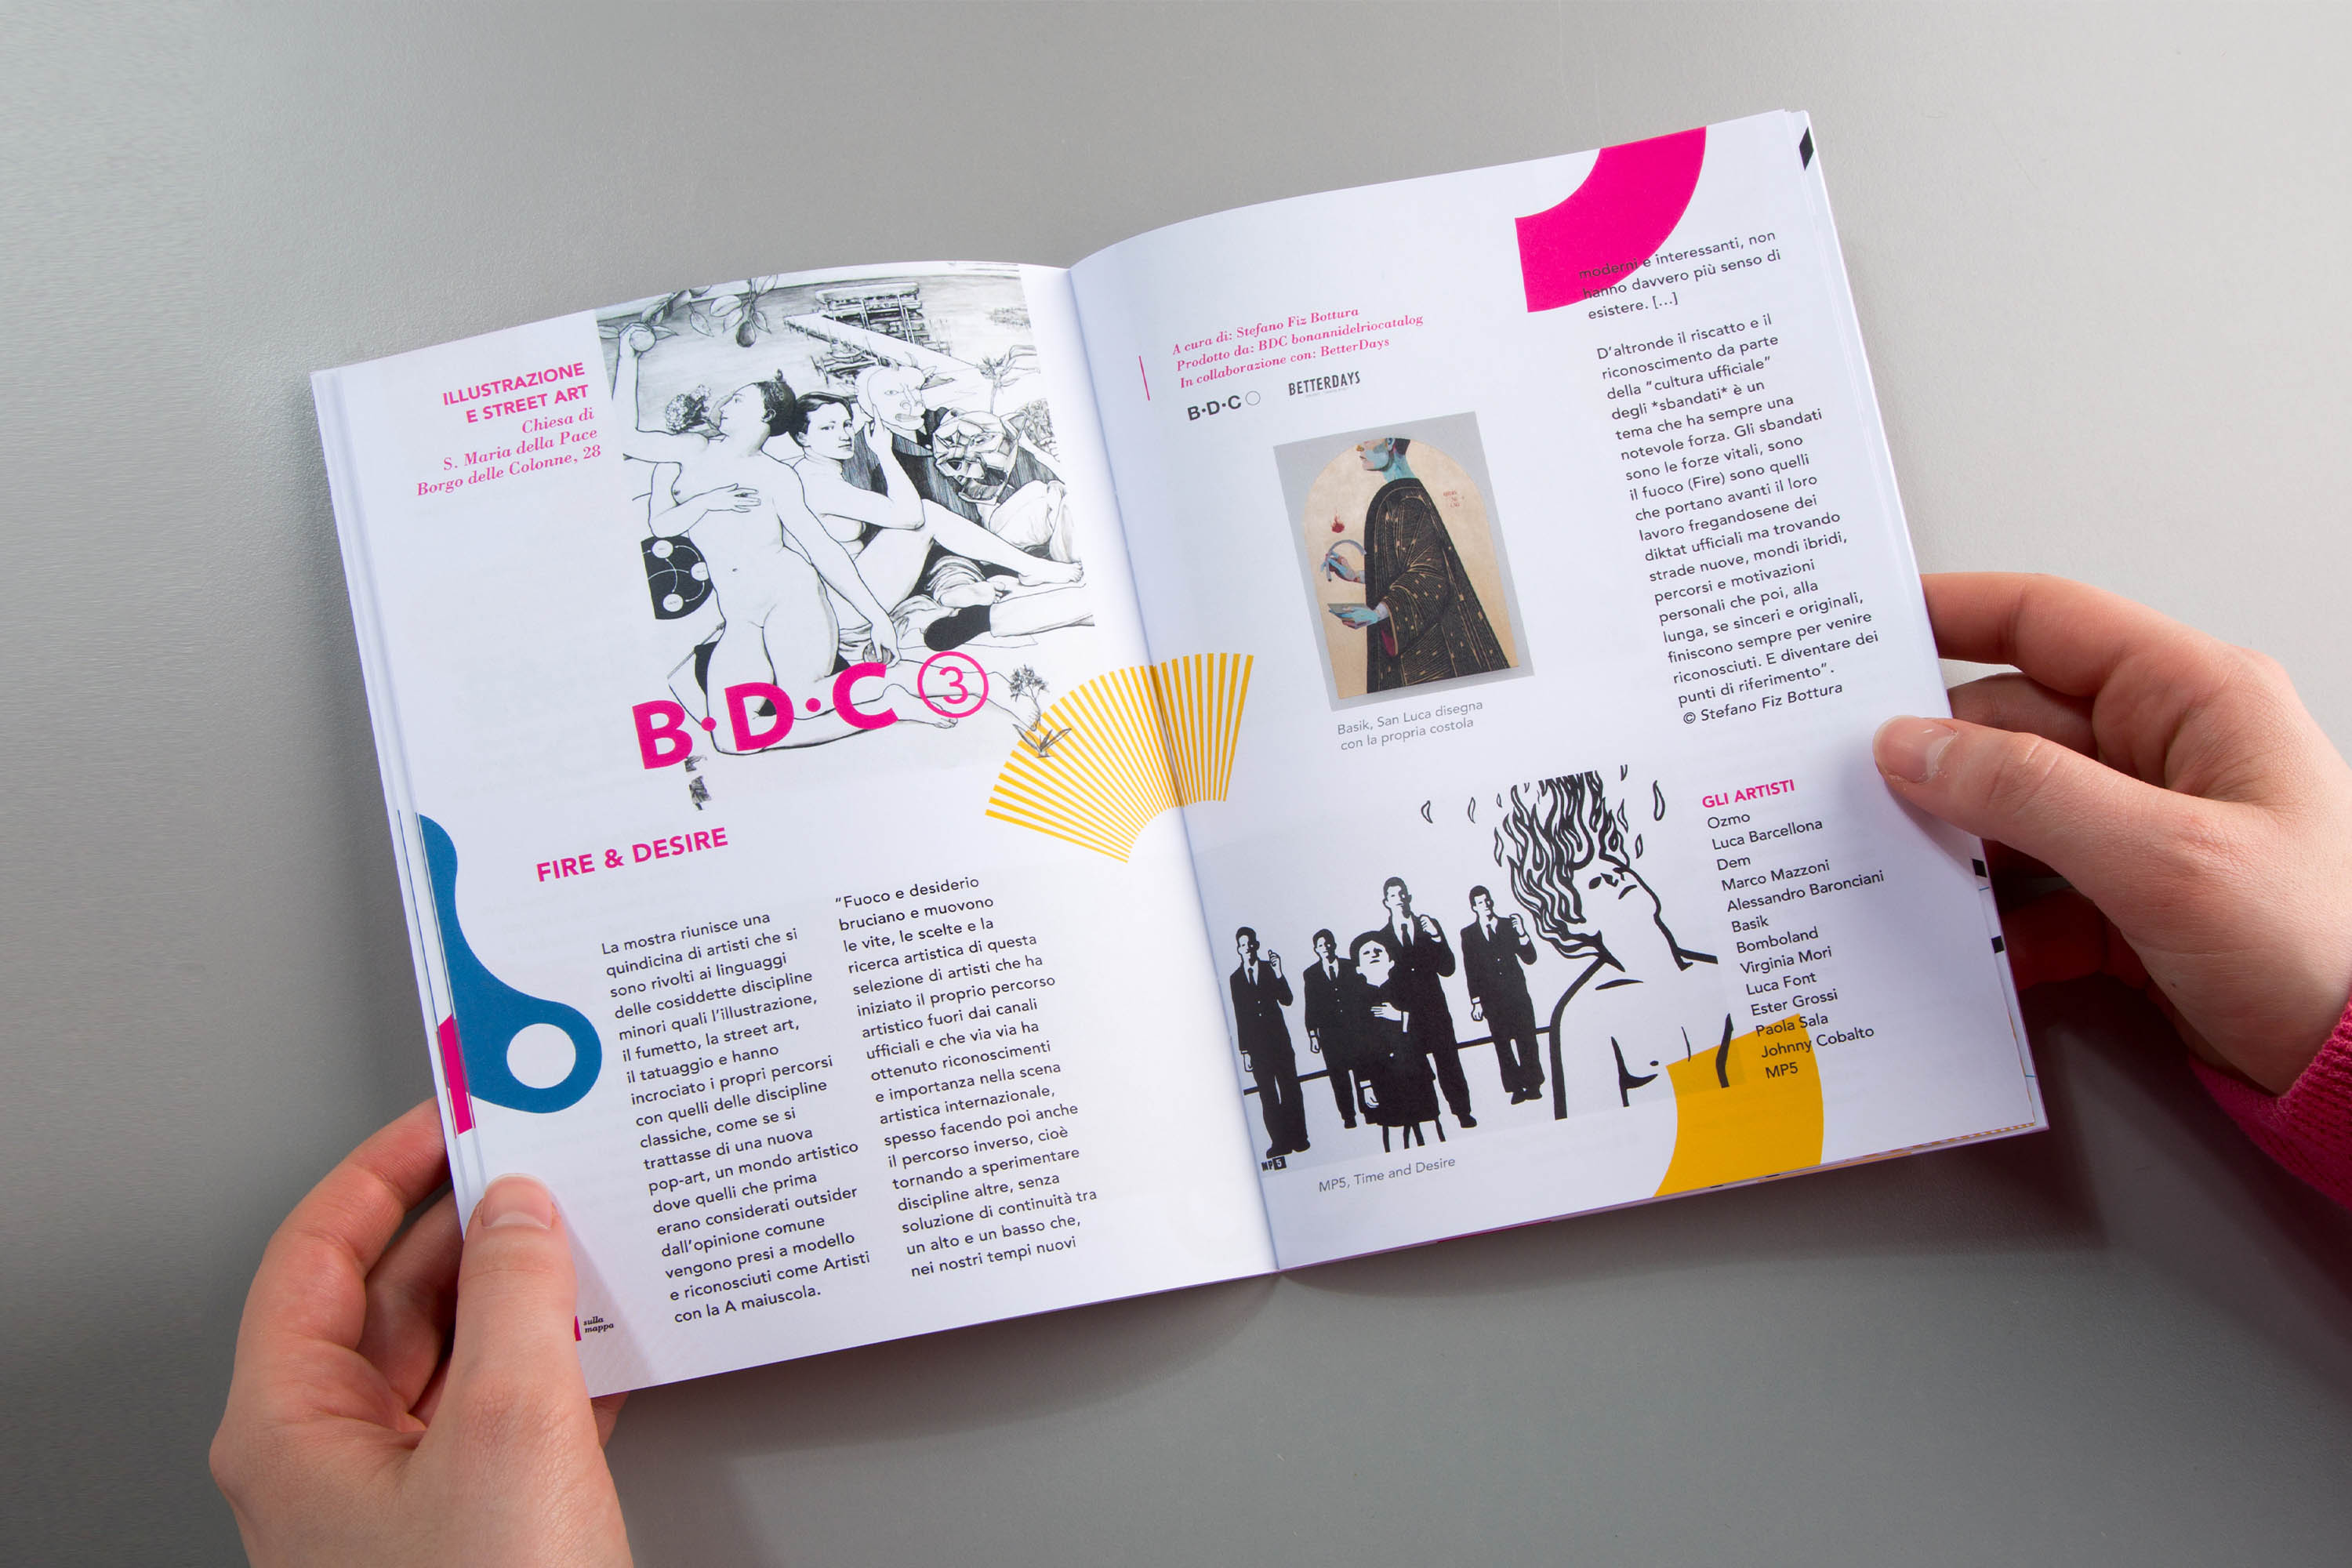 ILLUSTRAZIONE
E STREET ART
Chiesa di
S. Maria della Pace
Borgo delle Colonne, 28
B·D·C 3
FIRE & DESIRE
La mostra riunisce una
quindicina di artisti che si
sono rivolti ai linguaggi
delle cosiddette discipline
minori quali l'illustrazione,
il fumetto, la street art,
il tatuaggio e hanno
incrociato i propri percorsi
con quelli delle discipline
classiche, come se si
trattasse di una nuova
pop-art, un mondo artistico
dove quelli che prima
erano considerati outsider
dall'opinione comune
vengono presi a modello
e riconosciuti come Artisti
con la A maiuscola.
"Fuoco e desiderio
bruciano e muovono
le vite, le scelte e la
ricerca artistica di questa
selezione di artisti che ha
iniziato il proprio percorso
artistico fuori dai canali
ufficiali e che via via ha
ottenuto riconoscimenti
e importanza nella scena
artistica internazionale,
spesso facendo poi anche
il percorso inverso, cioè
tornando a sperimentare
discipline altre, senza
soluzione di continuità tra
un alto e un basso che,
nei nostri tempi nuovi
sulla
mappa
A cura di: Stefano Fiz Bottura
Prodotto da: BDC bonannidelriocatalog
In collaborazione con: BetterDays
B·D·C
BETTERDAYS
Basik, San Luca disegna
con la propria costola
MP5
MP5, Time and Desire
moderni e interessanti, non
hanno davvero più senso di
esistere. [...]
D'altronde il riscatto e il
riconoscimento da parte
della "cultura ufficiale"
degli *sbandati* è un
tema che ha sempre una
notevole forza. Gli sbandati
sono le forze vitali, sono
il fuoco (Fire) sono quelli
che portano avanti il loro
lavoro fregandosene dei
diktat ufficiali ma trovando
strade nuove, mondi ibridi,
percorsi e motivazioni
personali che poi, alla
lunga, se sinceri e originali,
finiscono sempre per venire
riconosciuti. E diventare dei
punti di riferimento".
© Stefano Fiz Bottura
GLI ARTISTI
Ozmo
Luca Barcellona
Dem
Marco Mazzoni
Alessandro Baronciani
Basik
Bomboland
Virginia Mori
Luca Font
Ester Grossi
Paola Sala
Johnny Cobalto
MP5